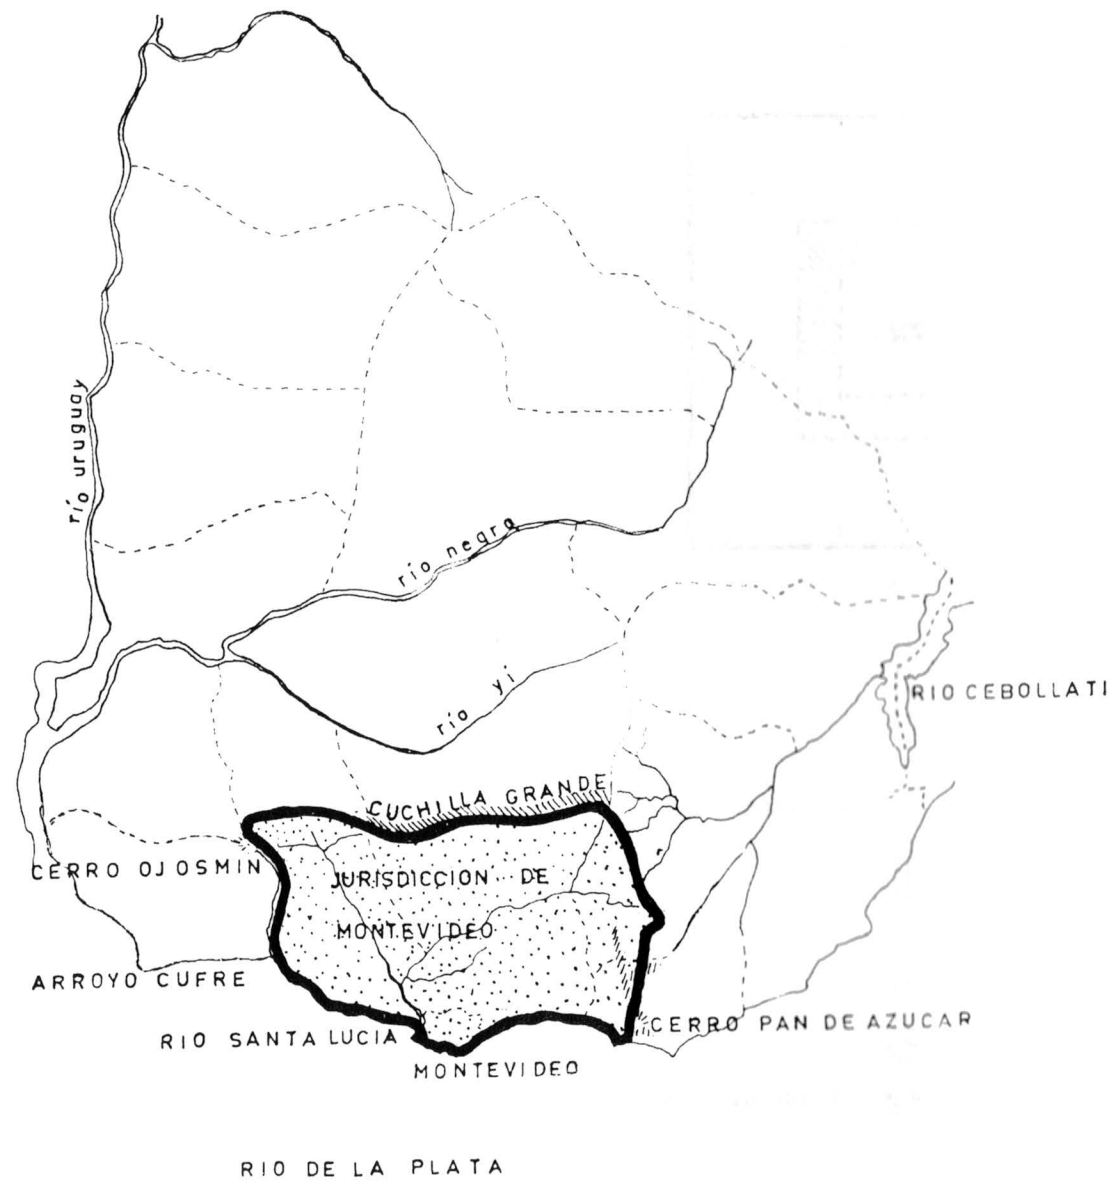 río uruguay
río negro
río yi
RIO CEBOLLATI
CUCHILLA GRANDE
CERRO OJOSMIN
JURISDICCION DE
MONTEVIDEO
ARROYO CUFRE
CERRO PAN DE AZUCAR
RIO SANTA LUCIA
MONTEVIDEO
RIO DE LA PLATA